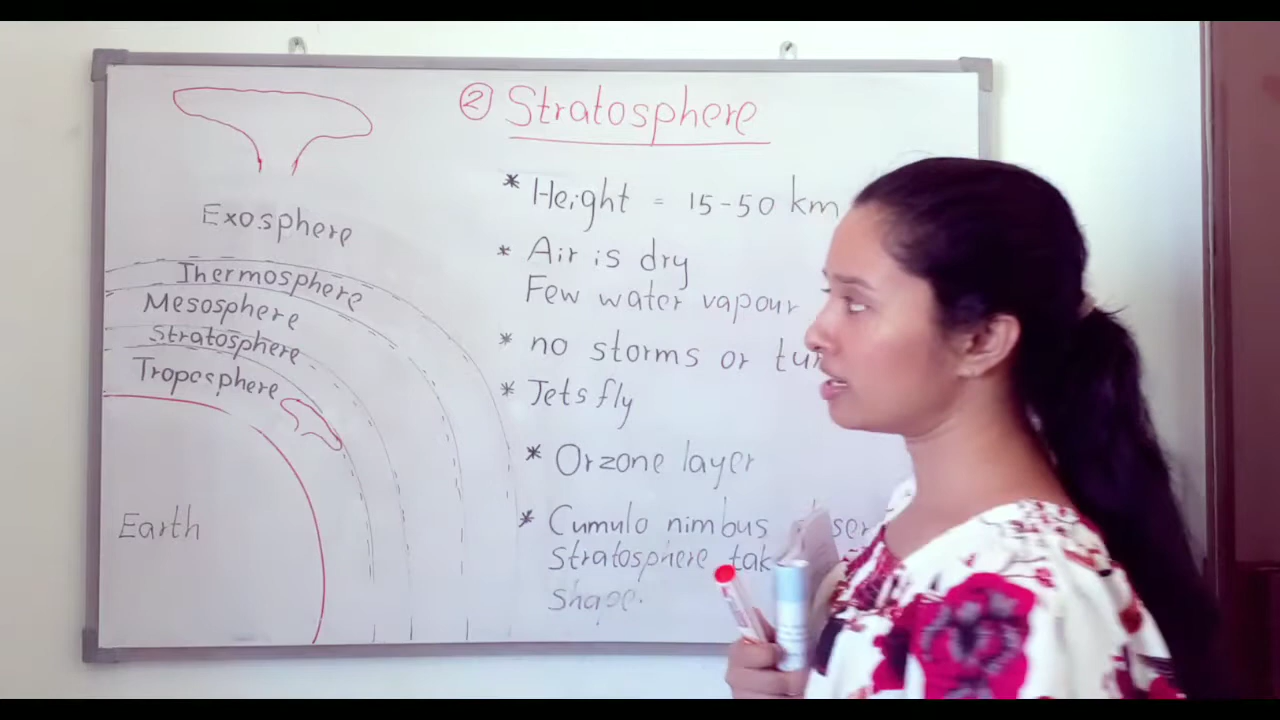 ② Stratosphere
* Height = 15-50 km
* Air is dry
Few water vapour
* no storms or
* Jets fly
* Orzone layer
* Cumulo nimbus
Stratosphere
shape.
Exosphere
Thermosphere
Mesosphere
Stratosphere
Troposphere
Earth